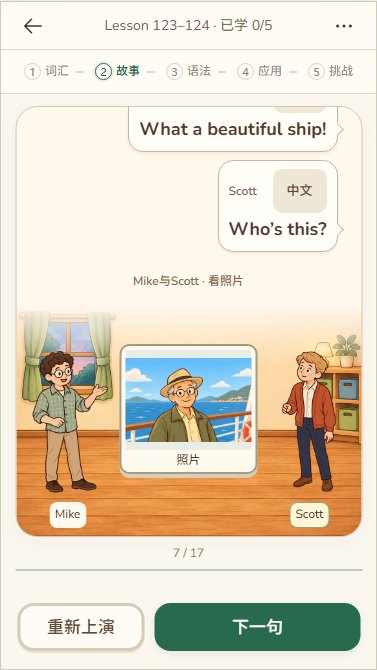 Lesson 123–124 · 已学 0/5
1 词汇 – 2 故事 – 3 语法 – 4 应用 – 5 挑战
What a beautiful ship!
Scott 中文
Who's this?
Mike与Scott · 看照片
照片
Mike Scott
7 / 17
重新上演 下一句